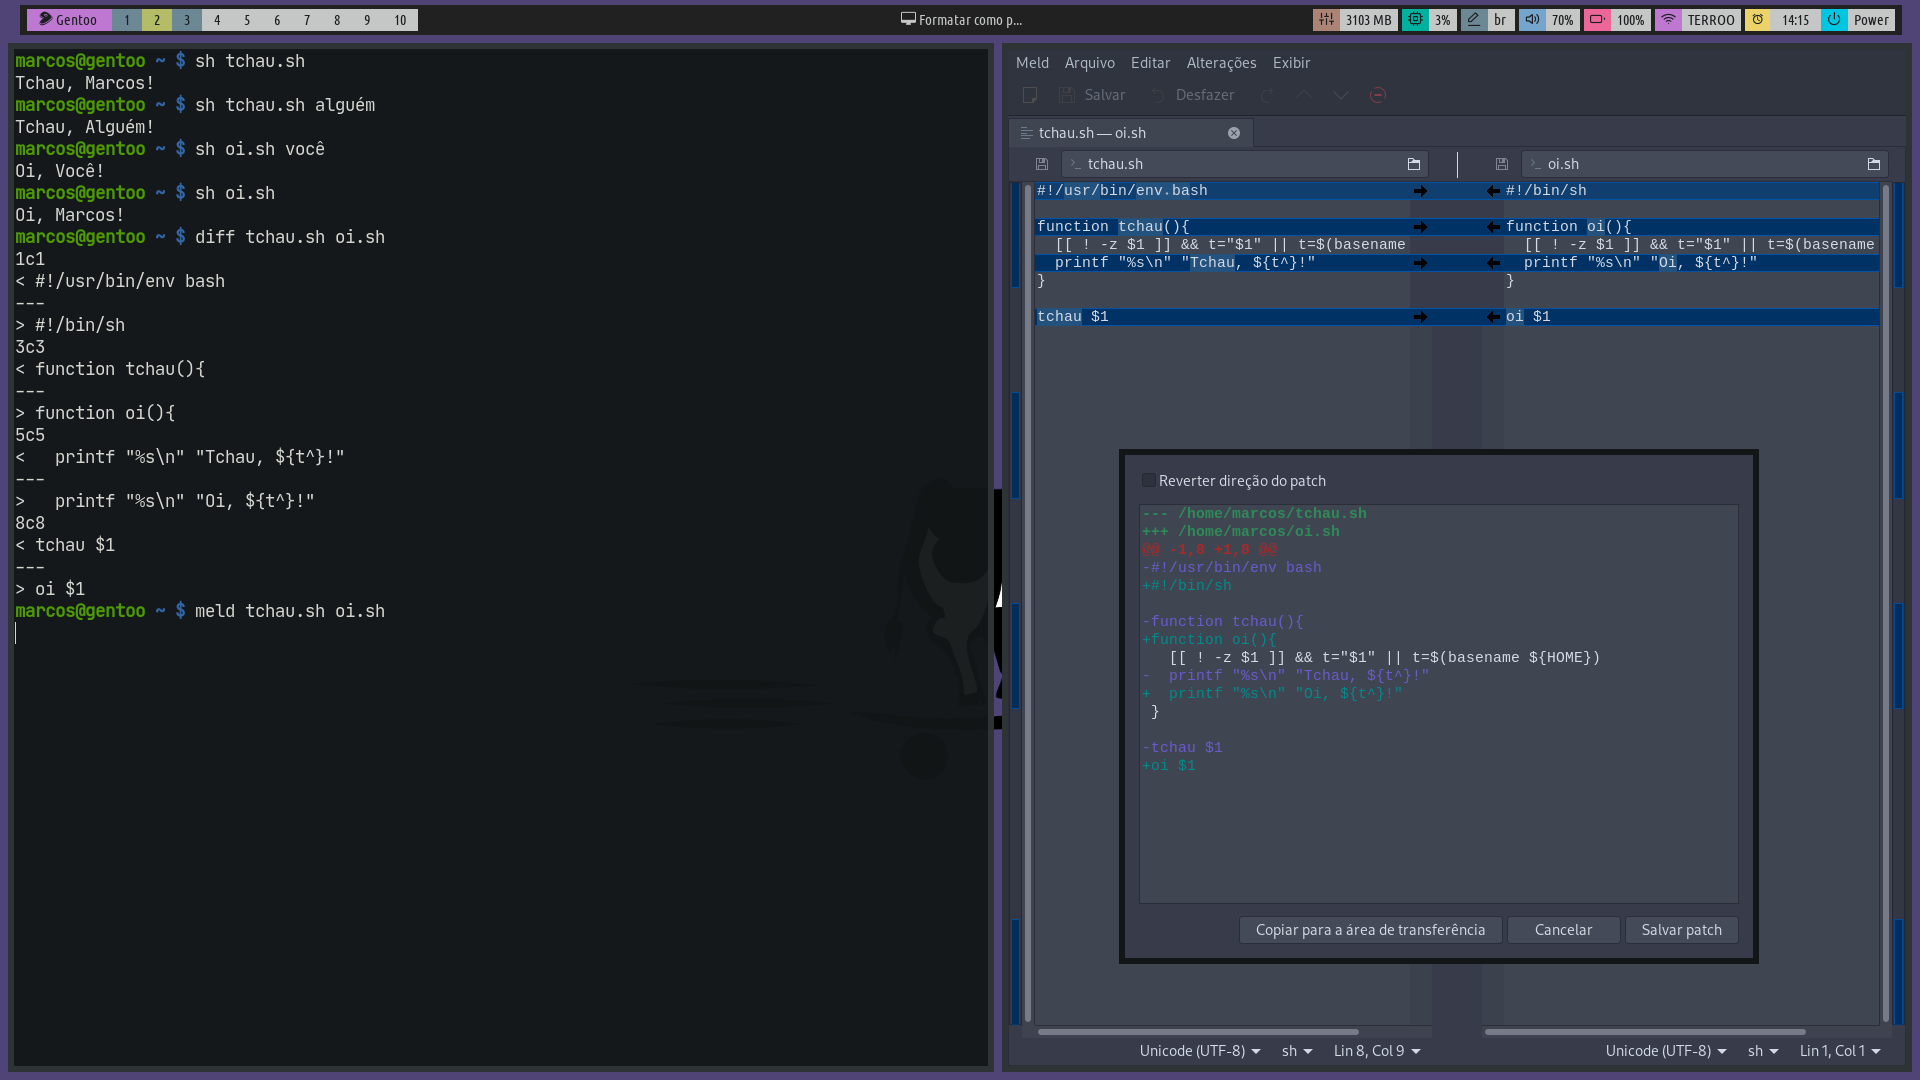 Gentoo 1 2 3 4 5 6 7 8 9 10
Formatar como p...
3103 MB 3% br 70% 100% TERROO 14:15 Power
marcos@gentoo ~ $ sh tchau.sh
Tchau, Marcos!
marcos@gentoo ~ $ sh tchau.sh alguém
Tchau, Alguém!
marcos@gentoo ~ $ sh oi.sh você
Oi, Você!
marcos@gentoo ~ $ sh oi.sh
Oi, Marcos!
marcos@gentoo ~ $ diff tchau.sh oi.sh
1c1
< #!/usr/bin/env bash
---
> #!/bin/sh
3c3
< function tchau(){
---
> function oi(){
5c5
<   printf "%s\n" "Tchau, ${t^}!"
---
>   printf "%s\n" "Oi, ${t^}!"
8c8
< tchau $1
---
> oi $1
marcos@gentoo ~ $ meld tchau.sh oi.sh
Meld Arquivo Editar Alterações Exibir
Salvar Desfazer
tchau.sh — oi.sh
tchau.sh
#!/usr/bin/env.bash
function tchau(){
  [[ ! -z $1 ]] && t="$1" || t=$(basename
  printf "%s\n" "Tchau, ${t^}!"
}
tchau $1
oi.sh
#!/bin/sh
function oi(){
  [[ ! -z $1 ]] && t="$1" || t=$(basename
  printf "%s\n" "Oi, ${t^}!"
}
oi $1
Reverter direção do patch
--- /home/marcos/tchau.sh
+++ /home/marcos/oi.sh
@@ -1,8 +1,8 @@
-#!/usr/bin/env bash
+#!/bin/sh
-function tchau(){
+function oi(){
   [[ ! -z $1 ]] && t="$1" || t=$(basename ${HOME})
-  printf "%s\n" "Tchau, ${t^}!"
+  printf "%s\n" "Oi, ${t^}!"
 }
-tchau $1
+oi $1
Copiar para a área de transferência Cancelar Salvar patch
Unicode (UTF-8) sh Lin 8, Col 9
Unicode (UTF-8) sh Lin 1, Col 1